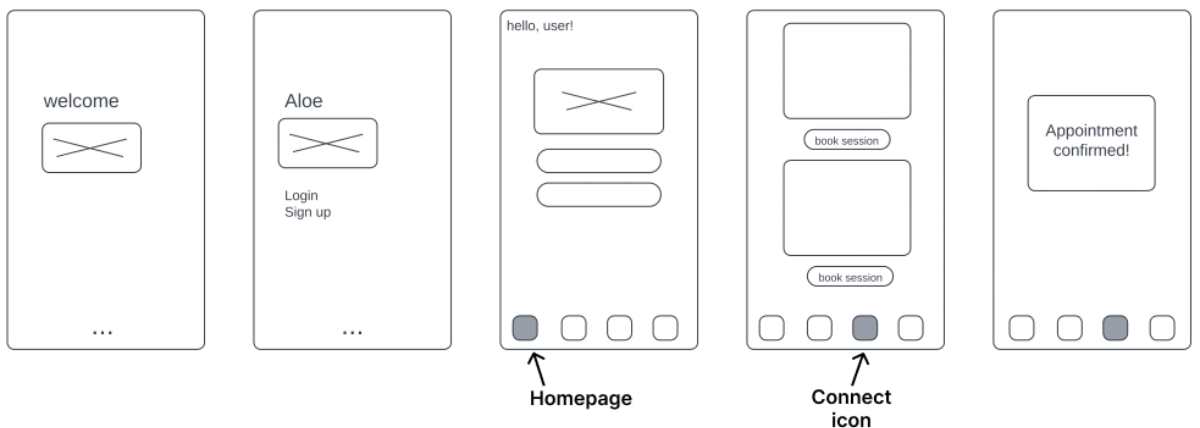 welcome
...
Aloe
Login
Sign up
...
hello, user!
Homepage
book session
book session
Connect
icon
Appointment
confirmed!